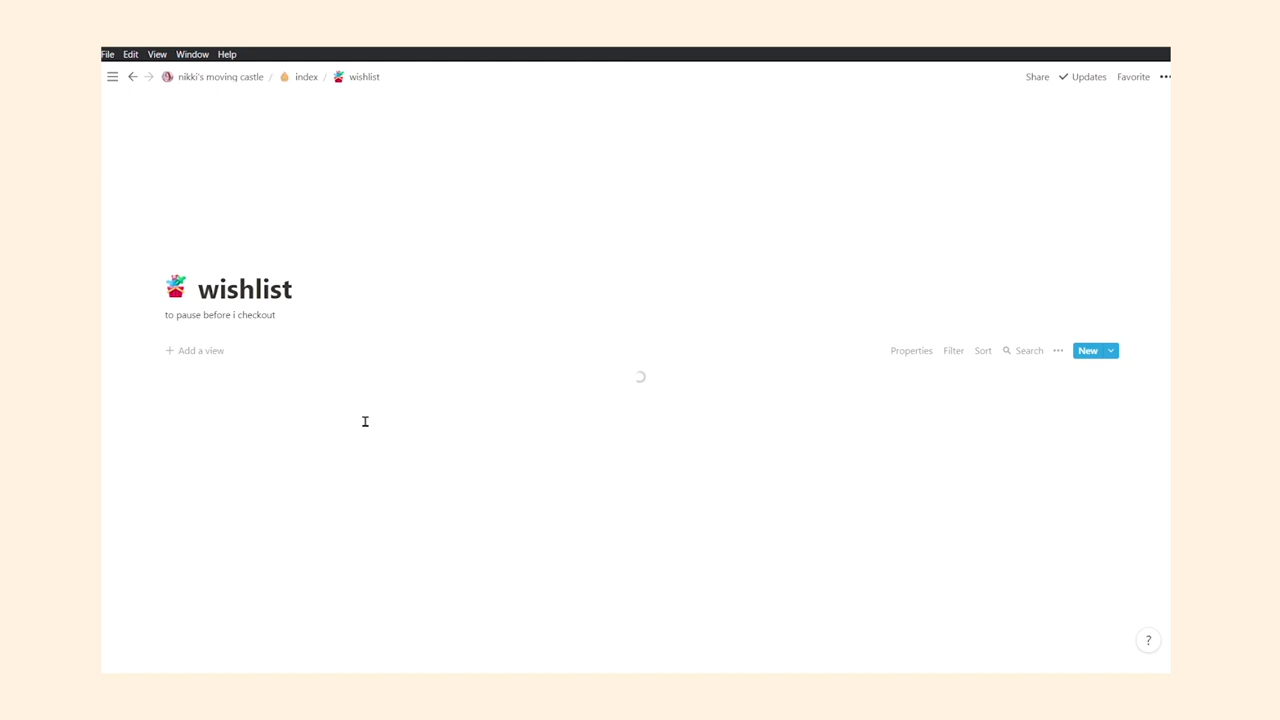 File Edit View Window Help
nikki's moving castle / index / wishlist Share Updates Favorite
wishlist
to pause before i checkout
+ Add a view Properties Filter Sort Search New
?